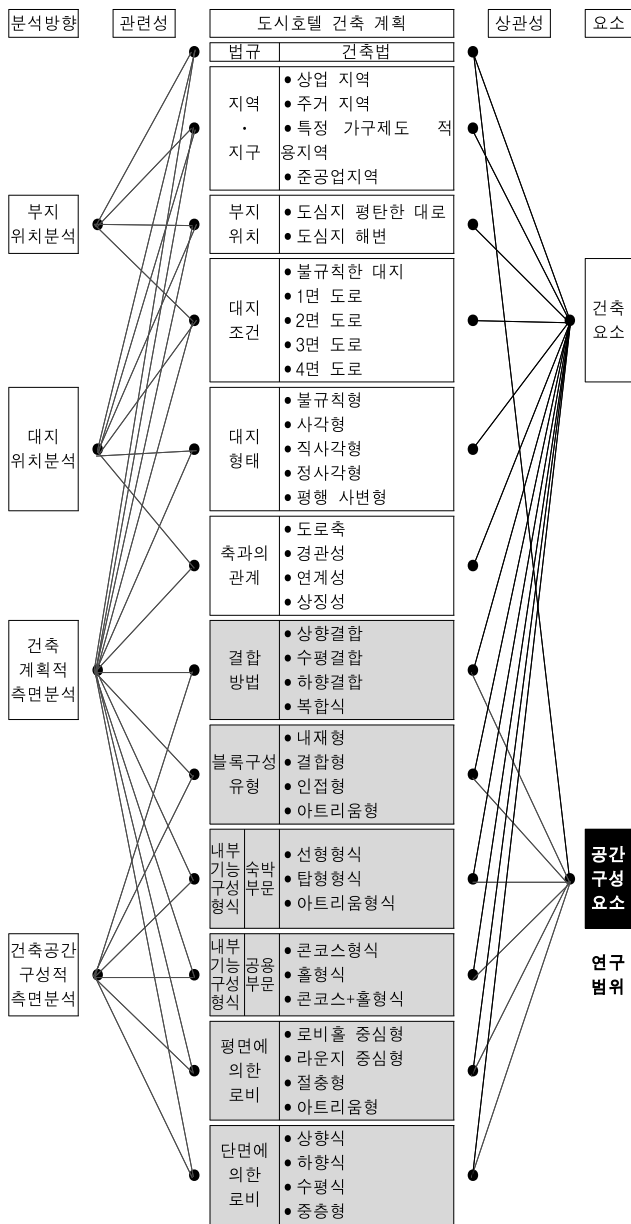 분석방향 관련성 도시호텔 건축 계획 상관성 요소
법규 건축법
지역
·
지구
• 상업 지역
• 주거 지역
• 특정 가구제도 적
용지역
• 준공업지역
부지
위치분석
부지
위치
• 도심지 평탄한 대로
• 도심지 해변
대지
조건
• 불규칙한 대지
• 1면 도로
• 2면 도로
• 3면 도로
• 4면 도로
건축
요소
대지
위치분석
대지
형태
• 불규칙형
• 사각형
• 직사각형
• 정사각형
• 평행 사변형
축과의
관계
• 도로축
• 경관성
• 연계성
• 상징성
건축
계획적
측면분석
결합
방법
• 상향결합
• 수평결합
• 하향결합
• 복합식
블록구성
유형
• 내재형
• 결합형
• 인접형
• 아트리움형
내부
기능
구성
형식
숙박
부문
• 선형형식
• 탑형형식
• 아트리움형식
공간
구성
요소
건축공간
구성적
측면분석
내부
기능
구성
형식
공용
부문
• 콘코스형식
• 홀형식
• 콘코스+홀형식
연구
범위
평면에
의한
로비
• 로비홀 중심형
• 라운지 중심형
• 절충형
• 아트리움형
단면에
의한
로비
• 상향식
• 하향식
• 수평식
• 중층형